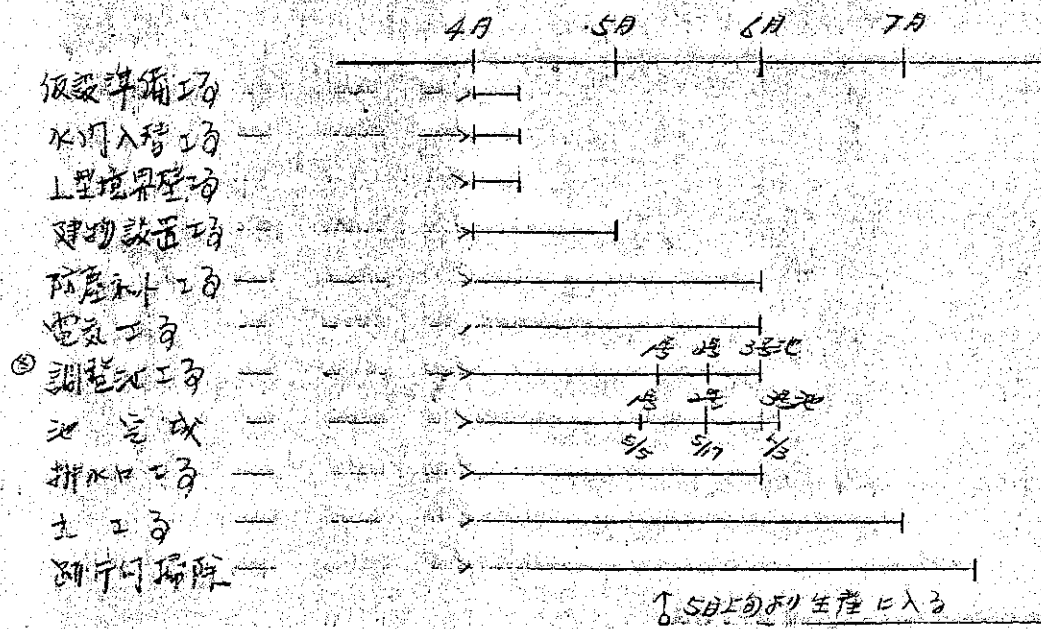 4月 5月 6月 7月
仮設準備工事
水門入替工事
L型境界壁工事
建物設置工事
防塵ネット工事
電気工事
1号 2号 3号池
調整池工事
1号 2号 3号池
池完成
5/5 5/17 6/3
排水口工事
土工事
跡片付掃除
↑5月上旬より生産に入る